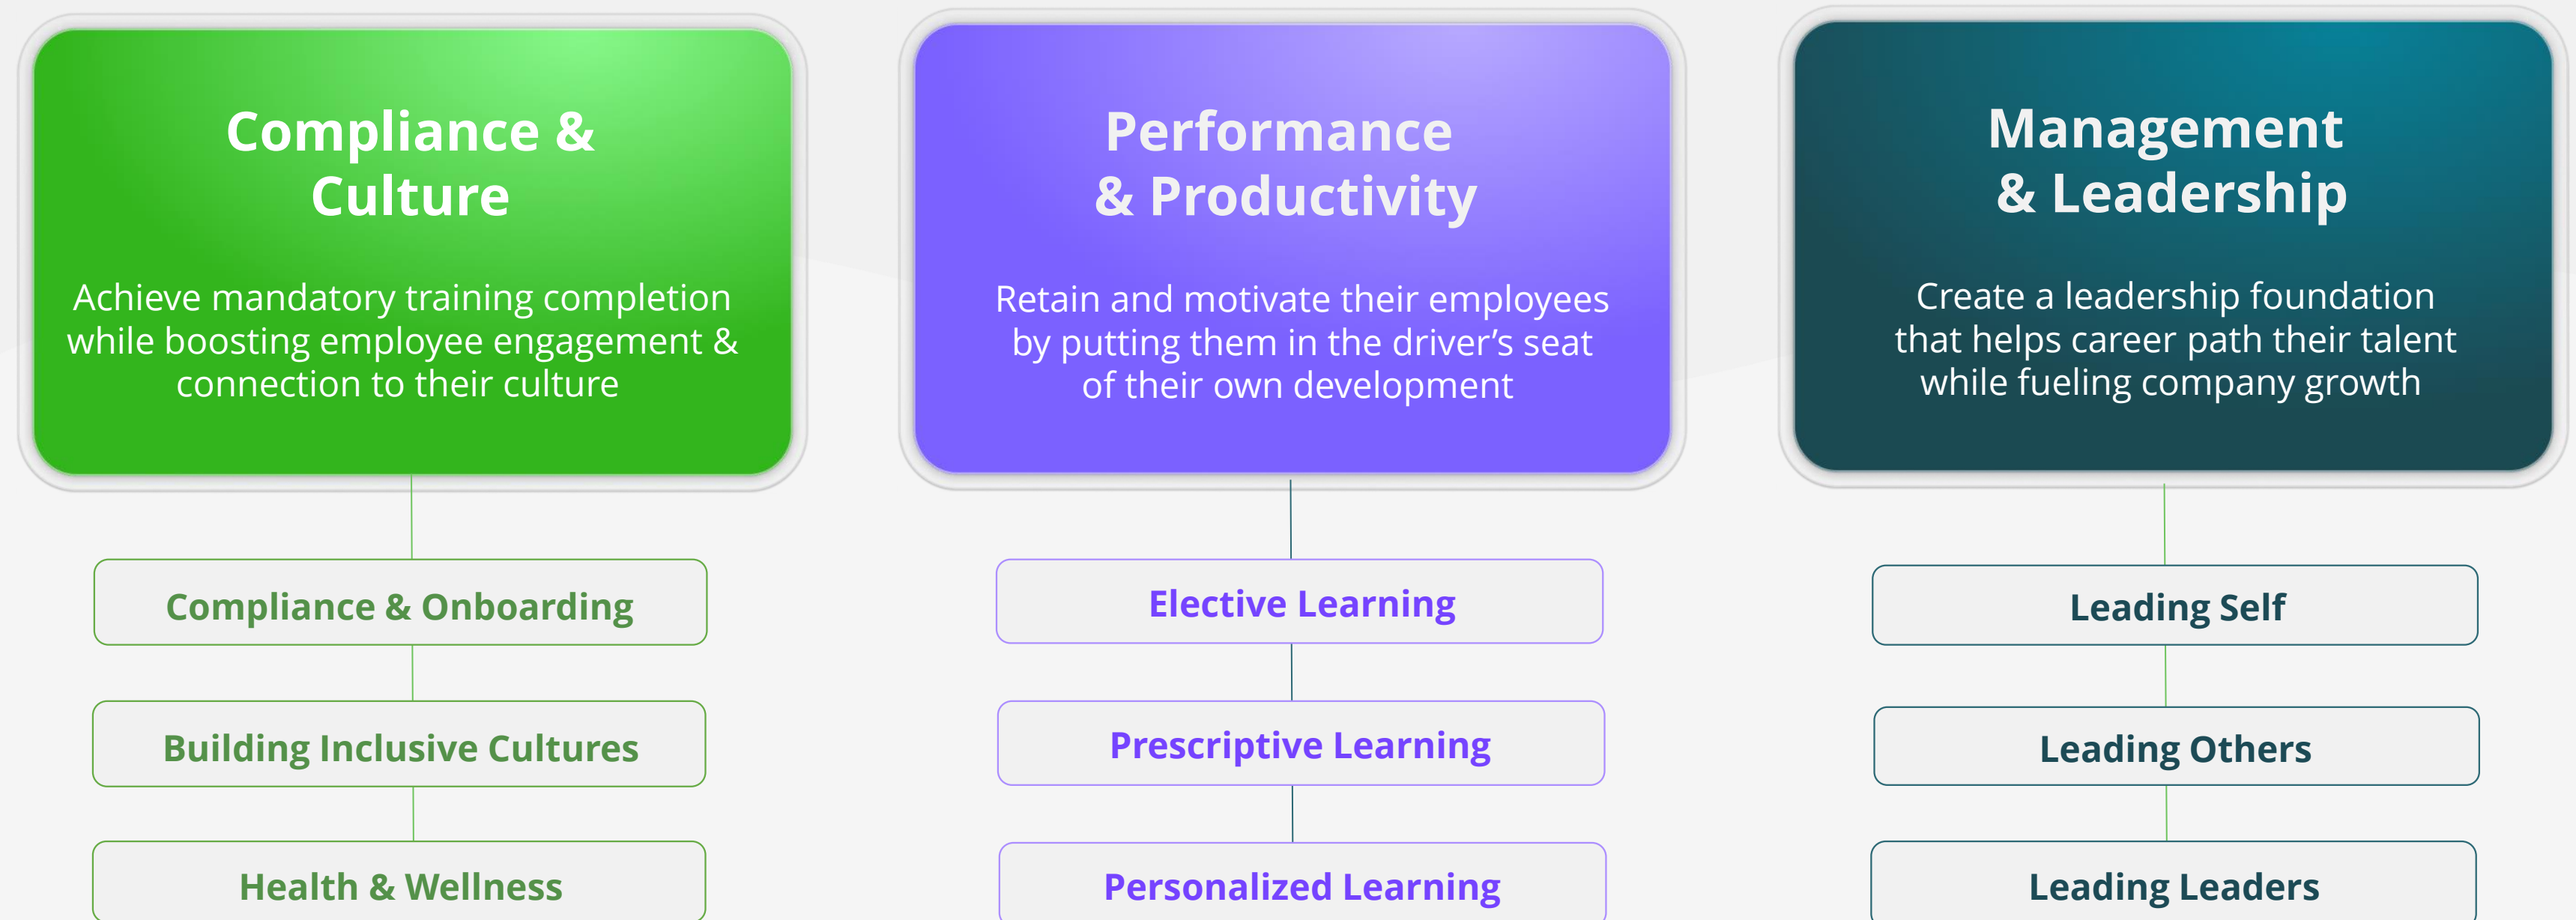 Compliance &
Culture
Achieve mandatory training completion
while boosting employee engagement &
connection to their culture
Compliance & Onboarding
Building Inclusive Cultures
Health & Wellness
Performance
& Productivity
Retain and motivate their employees
by putting them in the driver’s seat
of their own development
Elective Learning
Prescriptive Learning
Personalized Learning
Management
& Leadership
Create a leadership foundation
that helps career path their talent
while fueling company growth
Leading Self
Leading Others
Leading Leaders